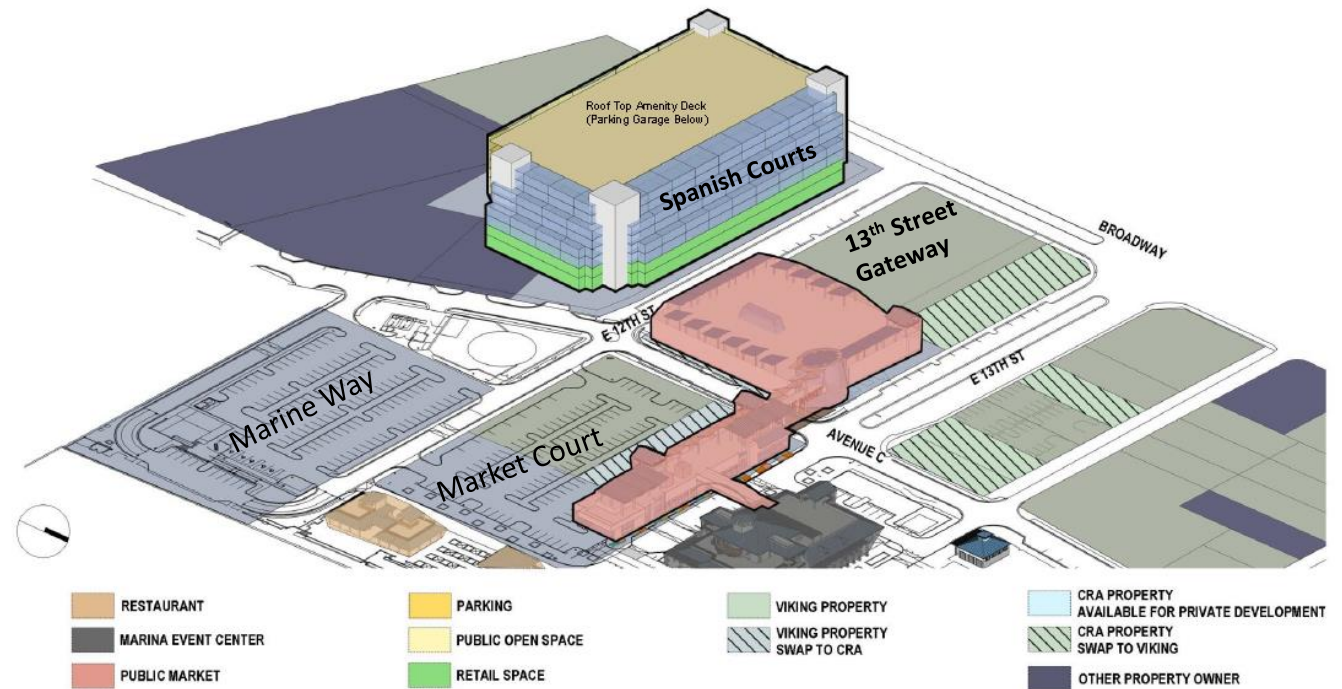 Roof Top Amenity Deck
(Parking Garage Below)
Spanish Courts
13th Street
Gateway
BROADWAY
E 12TH ST
E 13TH ST
Marine Way
Market Court
AVENUE C
RESTAURANT
MARINA EVENT CENTER
PUBLIC MARKET
PARKING
PUBLIC OPEN SPACE
RETAIL SPACE
VIKING PROPERTY
VIKING PROPERTY
SWAP TO CRA
CRA PROPERTY
AVAILABLE FOR PRIVATE DEVELOPMENT
CRA PROPERTY
SWAP TO VIKING
OTHER PROPERTY OWNER